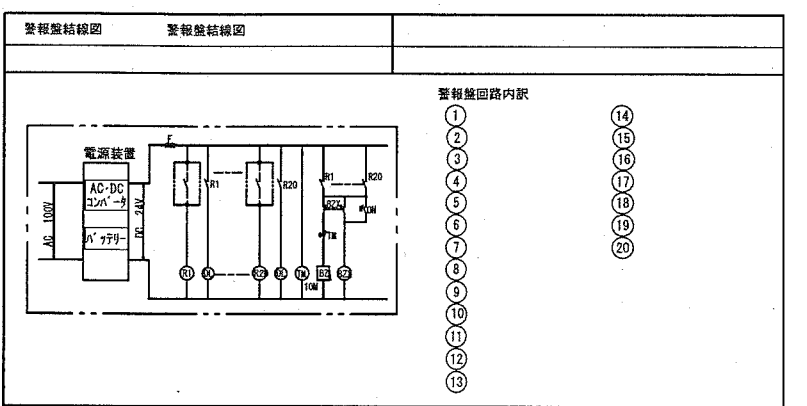 警報盤結線図 警報盤結線図
警報盤回路内訳
① ⑭
② ⑮
③ ⑯
④ ⑰
⑤ ⑱
⑥ ⑲
⑦ ⑳
⑧
⑨
⑩
⑪
⑫
⑬
F
電源装置
AC-DC
コンバータ
バッテリー
AC 100V
DC 24V
R1
R20
R1
R20
BZX
TM
R1
R20
TM
BZ
BZX
10M